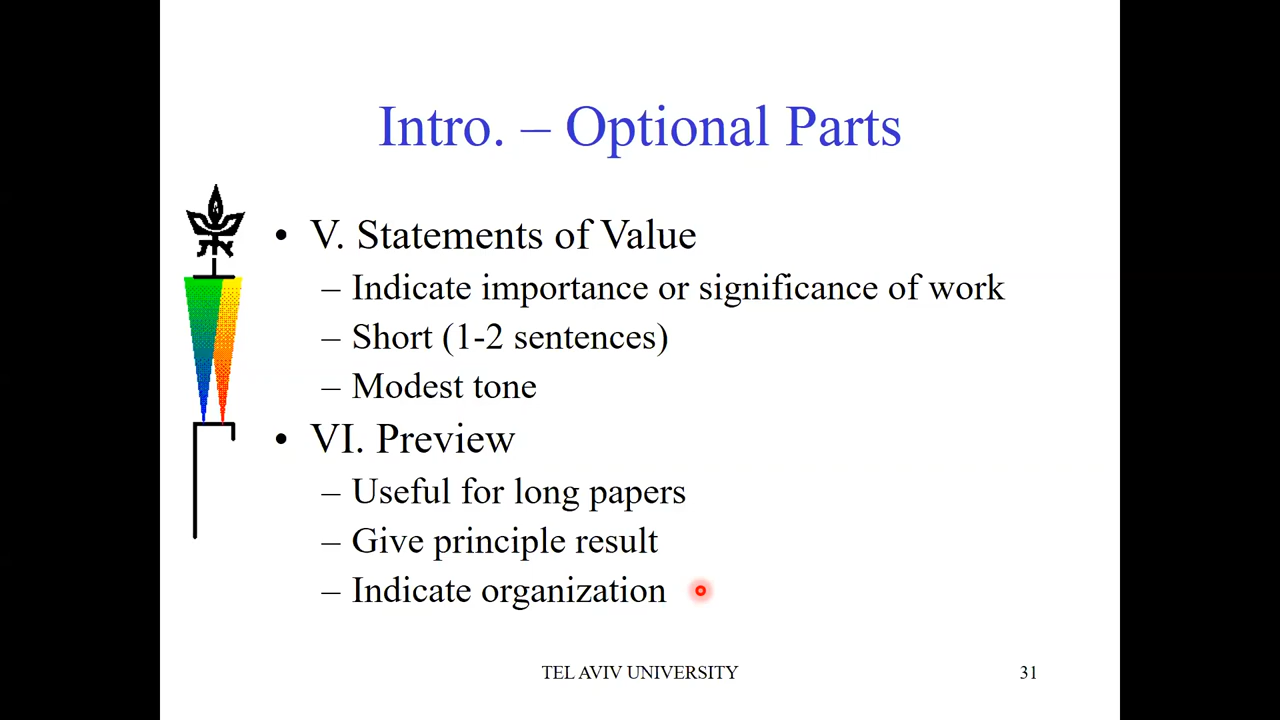 Intro. – Optional Parts
• V. Statements of Value
– Indicate importance or significance of work
– Short (1-2 sentences)
– Modest tone
• VI. Preview
– Useful for long papers
– Give principle result
– Indicate organization
TEL AVIV UNIVERSITY
31